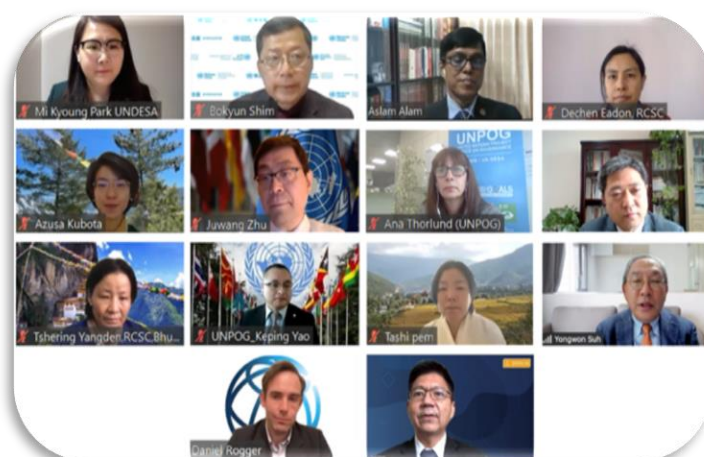 Mi Kyoung Park UNDESA
Bokyun Shim
Aslam Alam
Dechen Eadon, RCSC
Azusa Kubota
Juwang Zhu
UNPOG
Ana Thorlund (UNPOG)
Tshering Yangden,RCSC,Bhu...
UNPOG_Keping Yao
Tashi pem
Yongwon Suh
Daniel Rogger